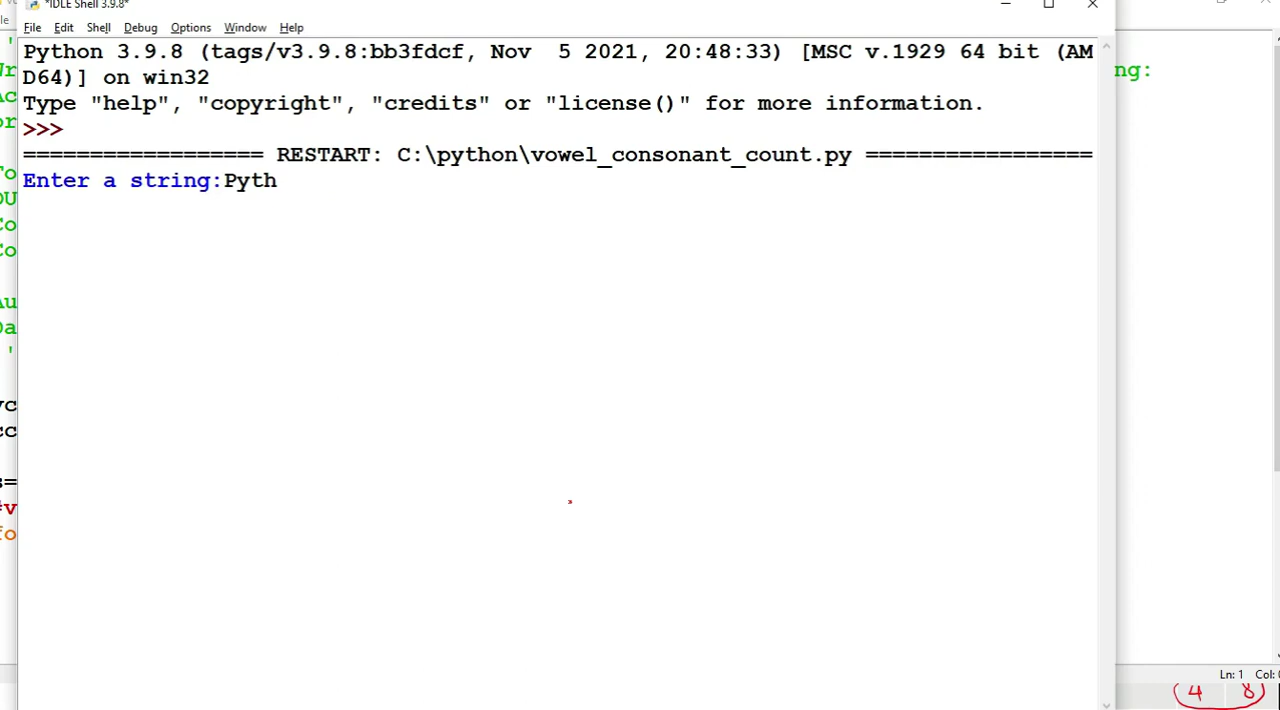 *IDLE Shell 3.9.8*
File Edit Shell Debug Options Window Help
Python 3.9.8 (tags/v3.9.8:bb3fdcf, Nov  5 2021, 20:48:33) [MSC v.1929 64 bit (AM
D64)] on win32
Type "help", "copyright", "credits" or "license()" for more information.
>>>
================== RESTART: C:\python\vowel_consonant_count.py =================
Enter a string:Pyth
ng:
Ln: 1 Col:
4 8